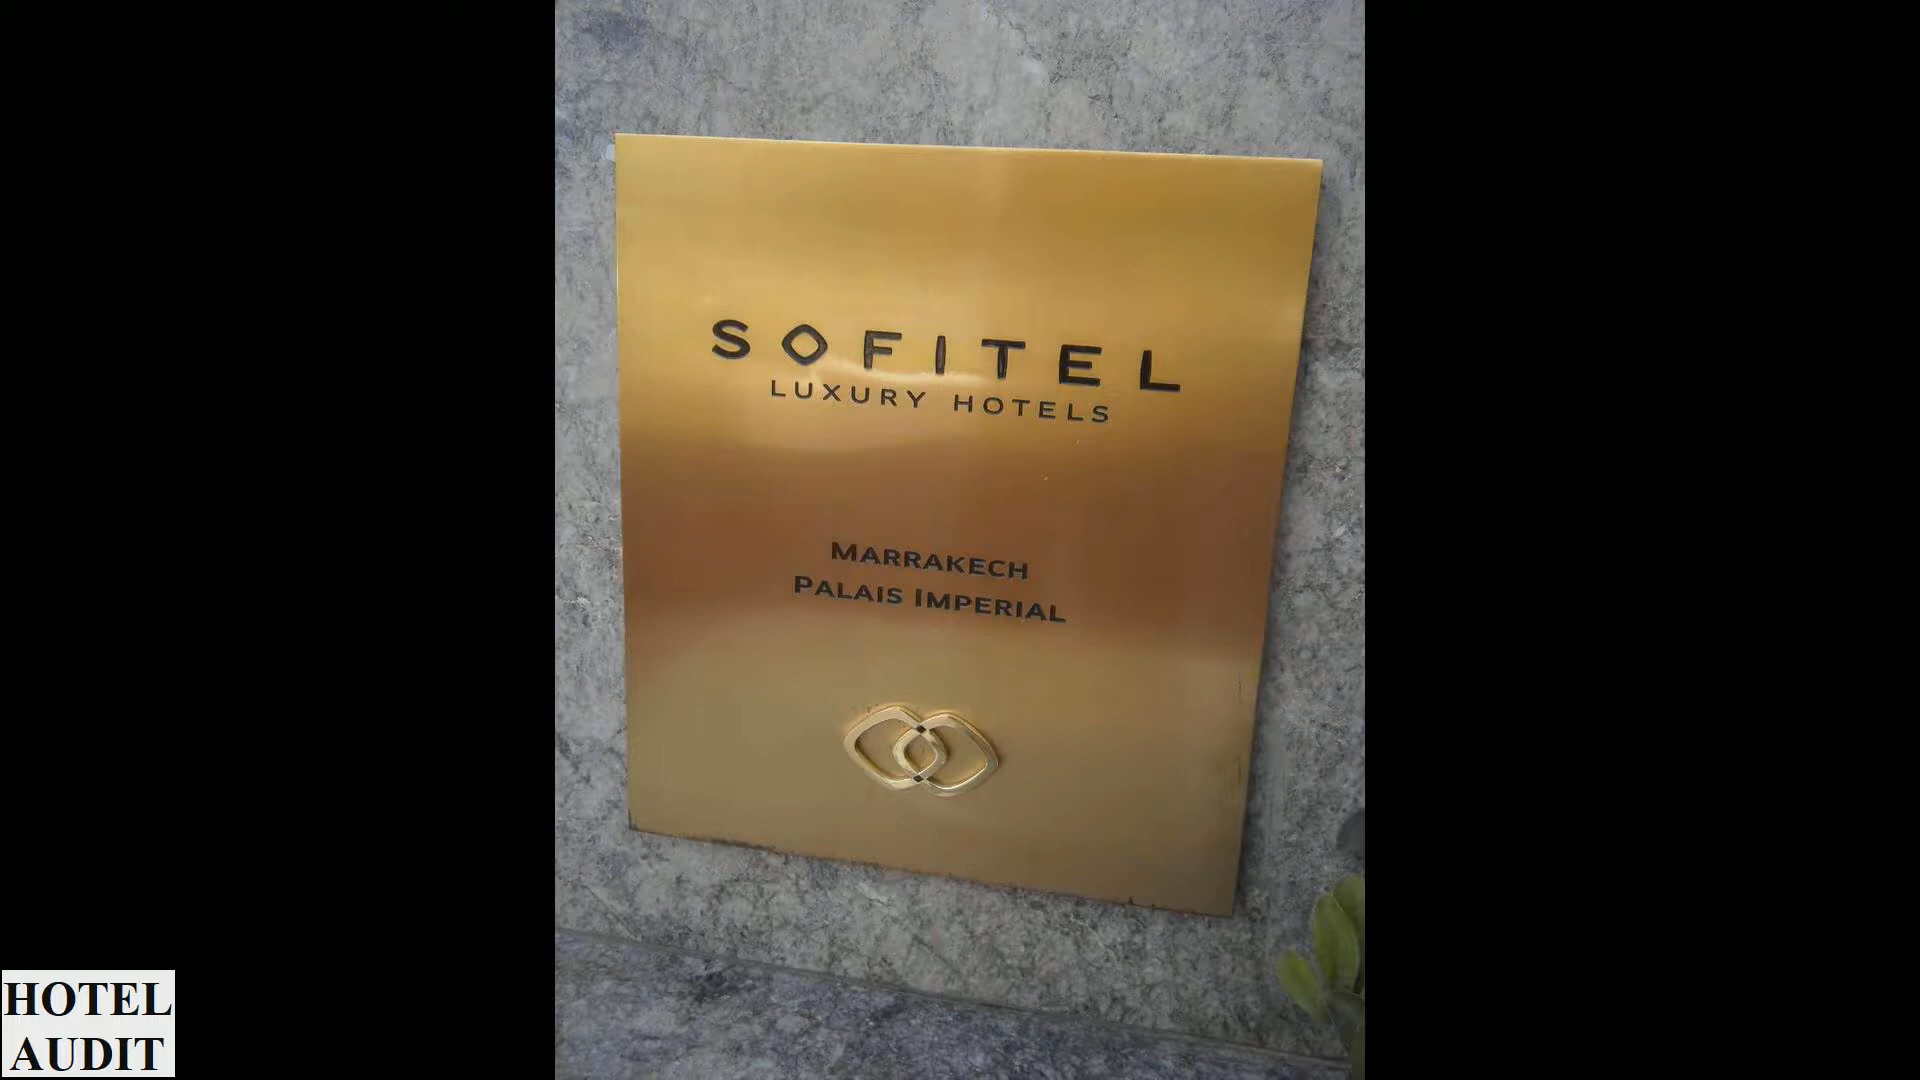 SOFITEL
LUXURY HOTELS
MARRAKECH
PALAIS IMPERIAL
HOTEL
AUDIT